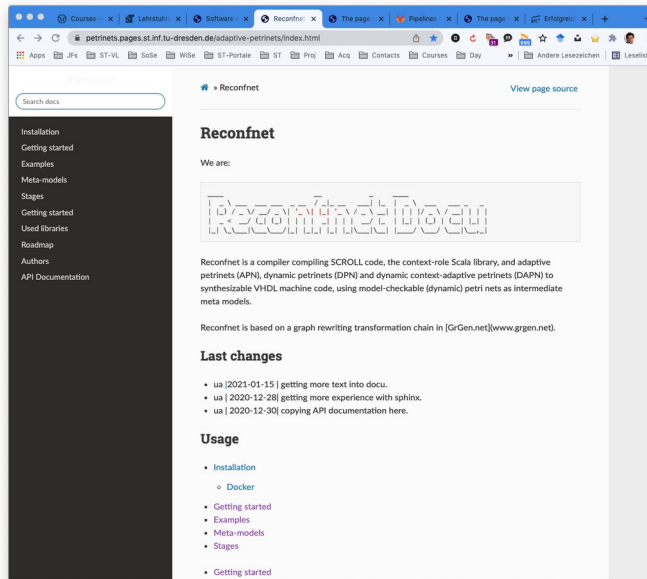 Courses –
Lehrstuhl
Software
Reconfnet
The page
Pipelines
The page
Erfolgreic
petrinets.pages.st.inf.tu-dresden.de/adaptive-petrinets/index.html
Apps JFs ST-VL SoSe WiSe ST-Portale ST Proj Acq Contacts Courses Day » Andere Lesezeichen Leselist
Search docs
Installation
Getting started
Examples
Meta-models
Stages
Getting started
Used libraries
Roadmap
Authors
API Documentation
» Reconfnet
View page source
Reconfnet
We are:
Reconfnet is a compiler compiling SCROLL code, the context-role Scala library, and adaptive
petrinets (APN), dynamic petrinets (DPN) and dynamic context-adaptive petrinets (DAPN) to
synthesizable VHDL machine code, using model-checkable (dynamic) petri nets as intermediate
meta models.
Reconfnet is based on a graph rewriting transformation chain in [GrGen.net](www.grgen.net).
Last changes
• ua |2021-01-15 | getting more text into docu.
• ua | 2020-12-28| getting more experience with sphinx.
• ua | 2020-12-30| copying API documentation here.
Usage
• Installation
◦ Docker
• Getting started
• Examples
• Meta-models
• Stages
• Getting started